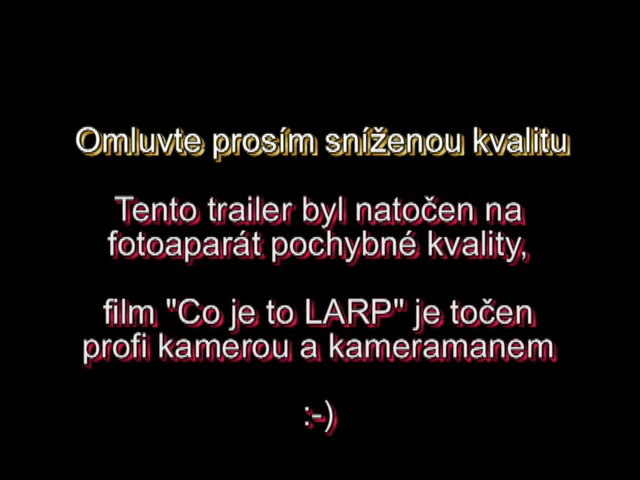 Omluvte prosím sníženou kvalitu
Tento trailer byl natočen na
fotoaparát pochybné kvality,
film "Co je to LARP" je točen
profi kamerou a kameramanem
:-)